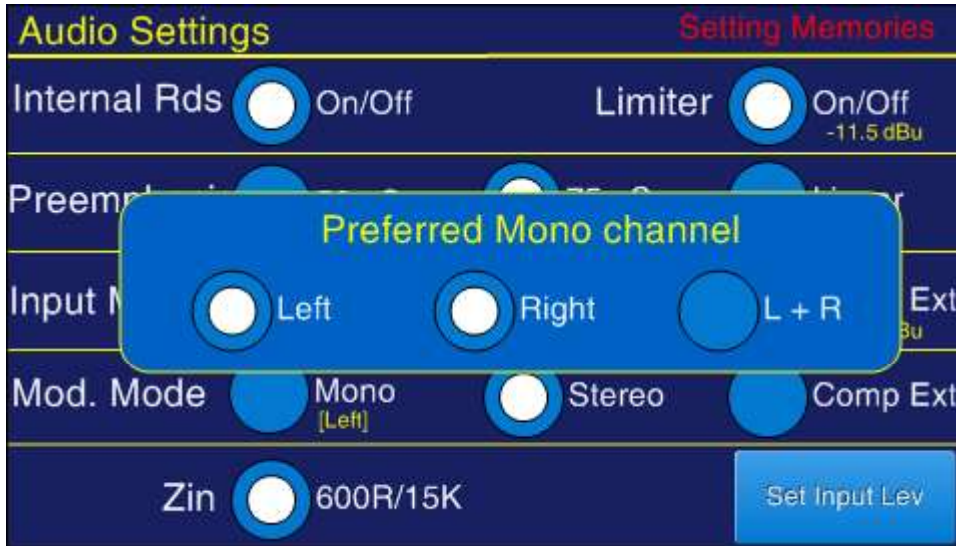 Audio Settings Setting Memories
Internal Rds On/Off Limiter On/Off
-11.5 dBu
Preferred Mono channel
Left Right L + R
Input Ext
Mod. Mode Mono Stereo Comp Ext
[Left]
Zin 600R/15K Set Input Lev